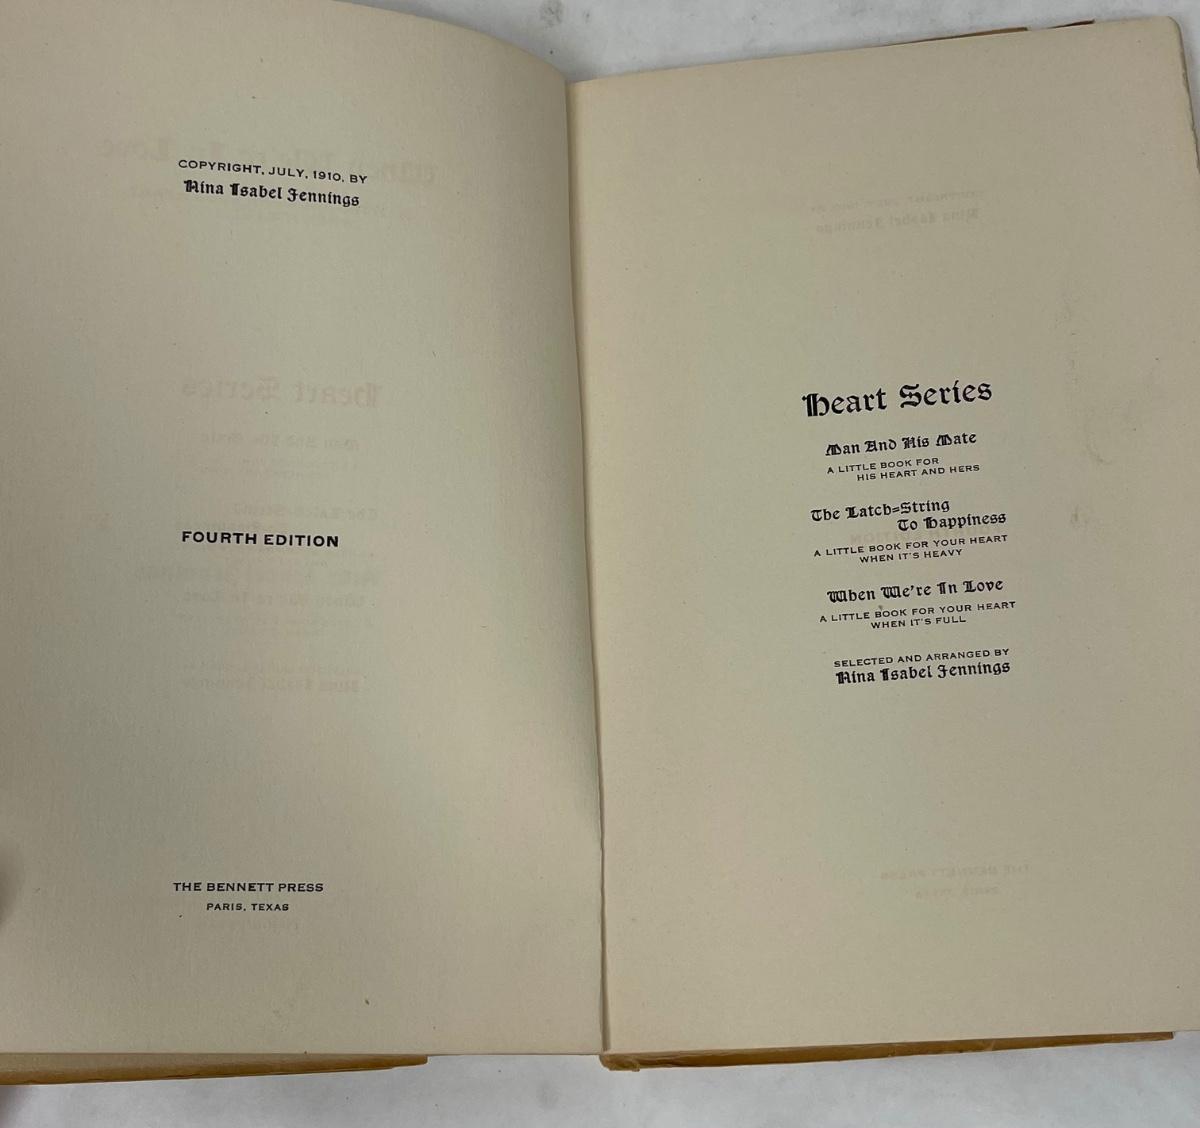 COPYRIGHT, JULY, 1910, BY
Nina Isabel Jennings
FOURTH EDITION
THE BENNETT PRESS
PARIS, TEXAS
Heart Series
Man And His Mate
A LITTLE BOOK FOR
HIS HEART AND HERS
The Latch=String
To Happiness
A LITTLE BOOK FOR YOUR HEART
WHEN IT'S HEAVY
When We're In Love
A LITTLE BOOK FOR YOUR HEART
WHEN IT'S FULL
SELECTED AND ARRANGED BY
Nina Isabel Jennings